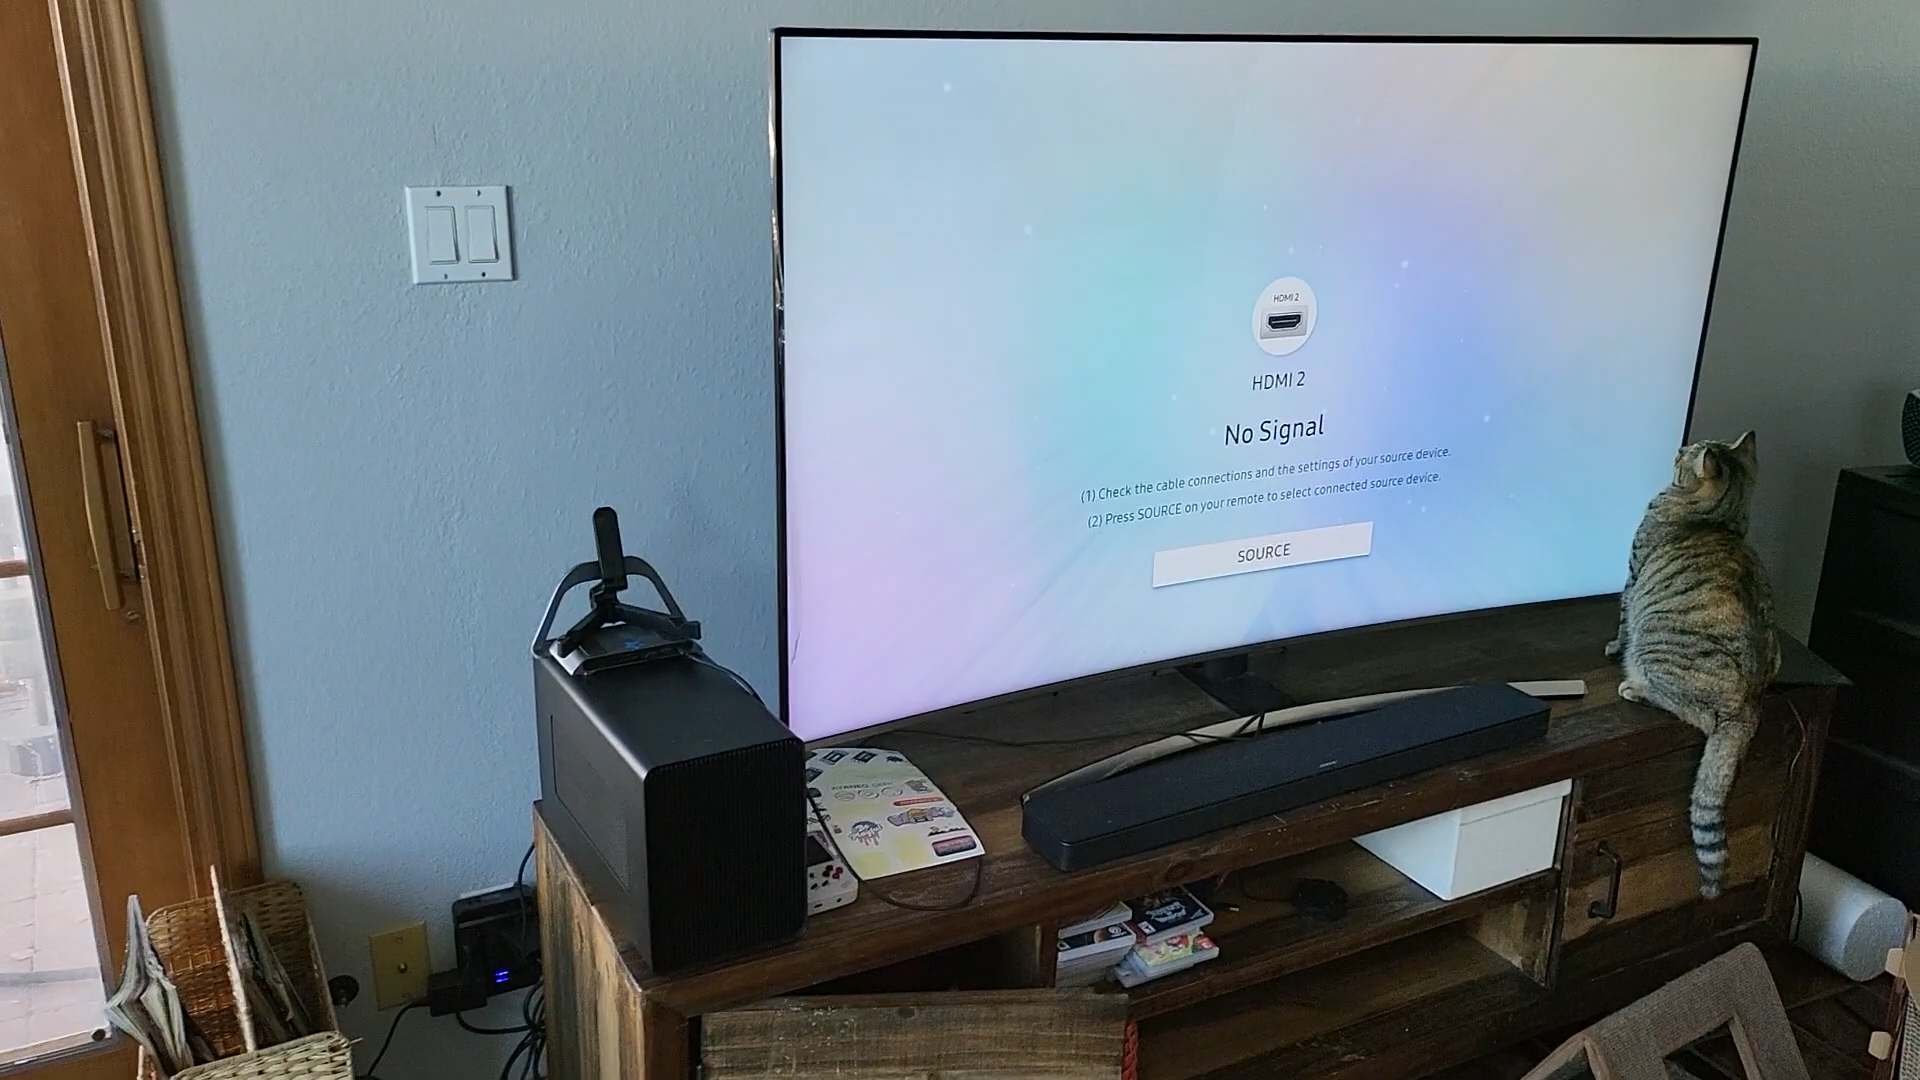 HDMI 2
HDMI 2
No Signal
(1) Check the cable connections and the settings of your source device.
(2) Press SOURCE on your remote to select connected source device.
SOURCE